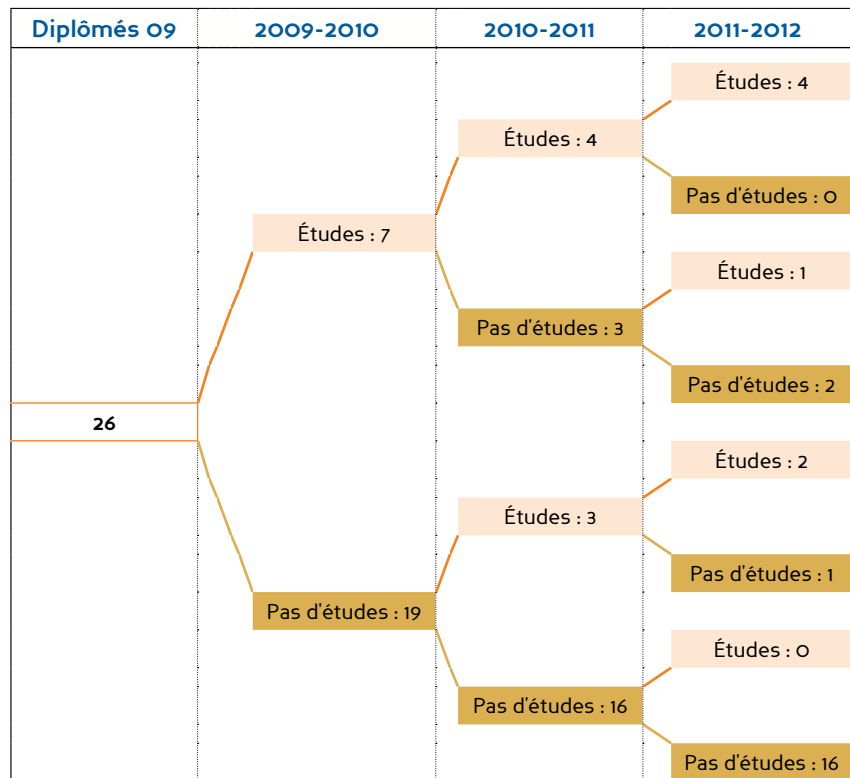 Diplômés 09 2009-2010 2010-2011 2011-2012
Études : 4
Études : 4
Pas d'études : 0
Études : 7
Études : 1
Pas d'études : 3
Pas d'études : 2
26
Études : 2
Études : 3
Pas d'études : 1
Pas d'études : 19
Études : 0
Pas d'études : 16
Pas d'études : 16